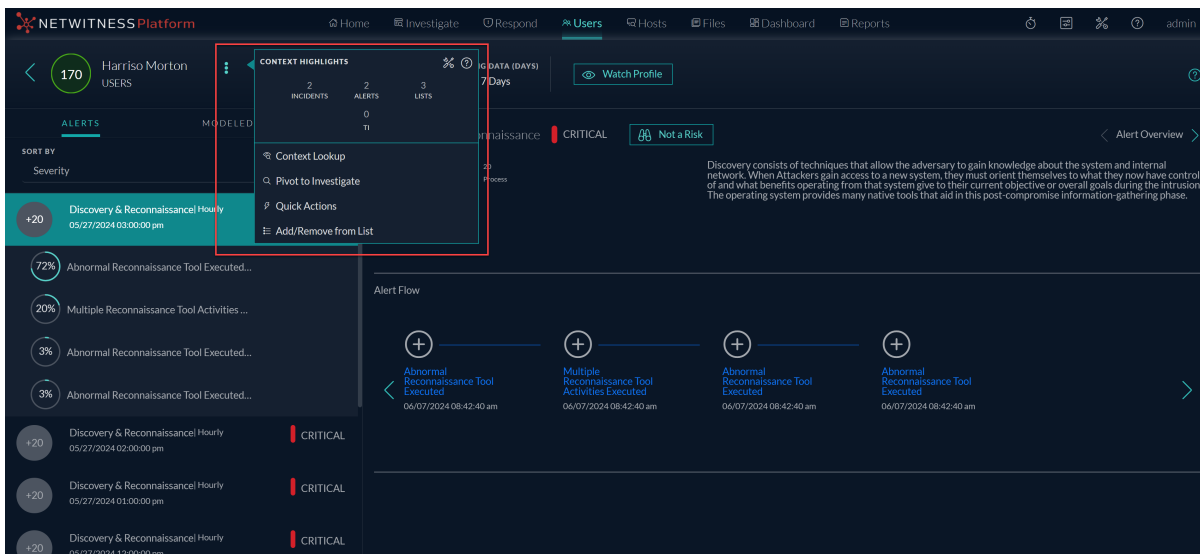 NETWITNESS Platform
Home
Investigate
Respond
Users
Hosts
Files
Dashboard
Reports
admin
170
Harriso Morton
USERS
CONTEXT HIGHLIGHTS
2
INCIDENTS
2
ALERTS
3
LISTS
0
TI
Context Lookup
Pivot to Investigate
Quick Actions
Add/Remove from List
G DATA (DAYS)
7 Days
Watch Profile
ALERTS
MODELED
SORT BY
Severity
+20
Discovery & Reconnaissance| Hourly
05/27/2024 03:00:00 pm
72%
Abnormal Reconnaissance Tool Executed...
20%
Multiple Reconnaissance Tool Activities ...
3%
Abnormal Reconnaissance Tool Executed...
3%
Abnormal Reconnaissance Tool Executed...
+20
Discovery & Reconnaissance| Hourly
05/27/2024 02:00:00 pm
CRITICAL
+20
Discovery & Reconnaissance| Hourly
05/27/2024 01:00:00 pm
CRITICAL
+20
Discovery & Reconnaissance| Hourly
05/27/2024 12:00:00 pm
CRITICAL
nnaissance
CRITICAL
Not a Risk
Alert Overview
20
Process
Discovery consists of techniques that allow the adversary to gain knowledge about the system and internal
network. When Attackers gain access to a new system, they must orient themselves to what they now have control
of and what benefits operating from that system give to their current objective or overall goals during the intrusion
The operating system provides many native tools that aid in this post-compromise information-gathering phase.
Alert Flow
Abnormal
Reconnaissance Tool
Executed
06/07/2024 08:42:40 am
Multiple
Reconnaissance Tool
Activities Executed
06/07/2024 08:42:40 am
Abnormal
Reconnaissance Tool
Executed
06/07/2024 08:42:40 am
Abnormal
Reconnaissance Tool
Executed
06/07/2024 08:42:40 am